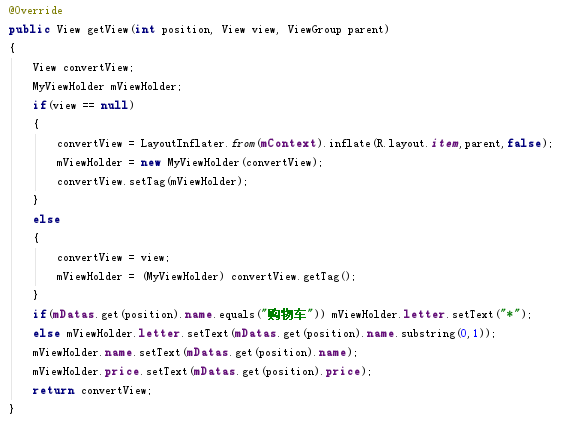 @Override
public View getView(int position, View view, ViewGroup parent)
{
View convertView;
MyViewHolder mViewHolder;
if(view == null)
{
convertView = LayoutInflater.from(mContext).inflate(R.layout.item,parent,false);
mViewHolder = new MyViewHolder(convertView);
convertView.setTag(mViewHolder);
}
else
{
convertView = view;
mViewHolder = (MyViewHolder) convertView.getTag();
}
if(mDatas.get(position).name.equals("购物车")) mViewHolder.letter.setText("*");
else mViewHolder.letter.setText(mDatas.get(position).name.substring(0,1));
mViewHolder.name.setText(mDatas.get(position).name);
mViewHolder.price.setText(mDatas.get(position).price);
return convertView;
}